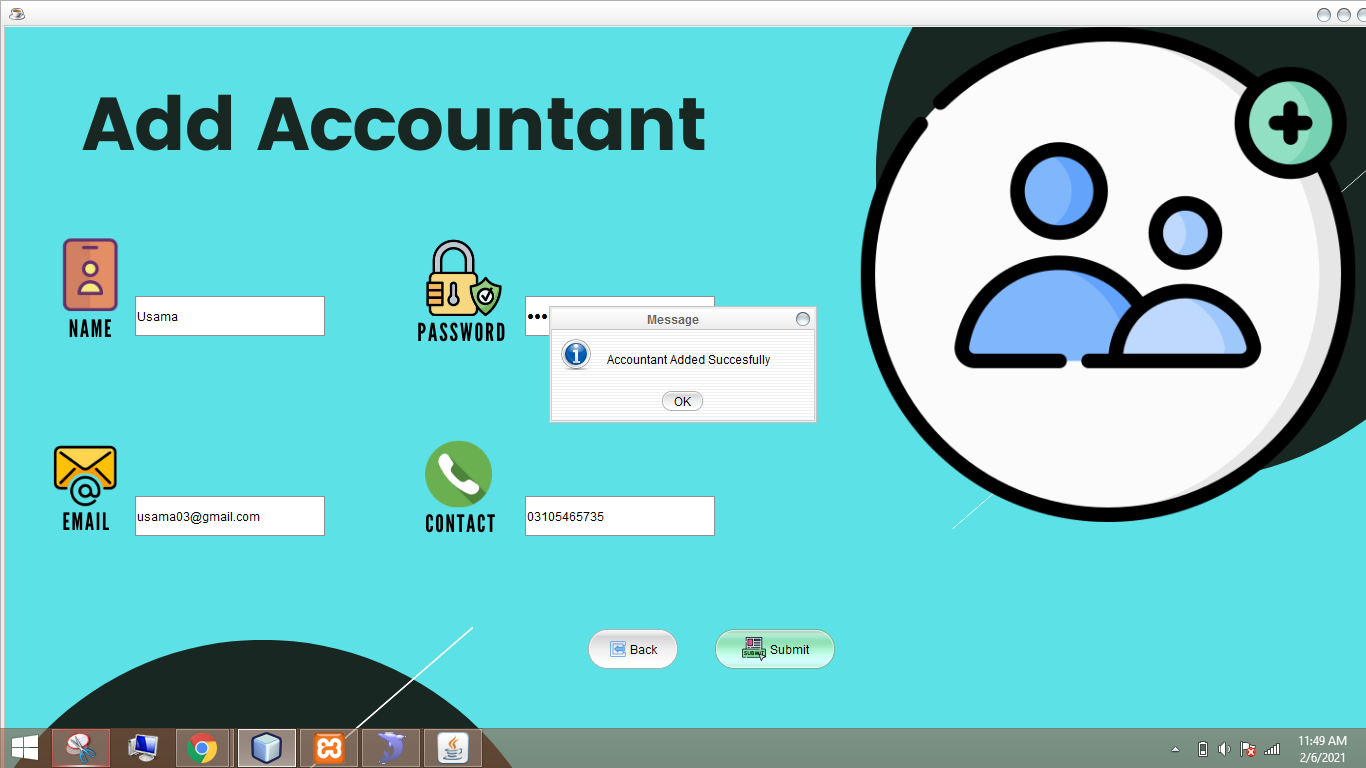 Add Accountant
NAME
Usama
PASSWORD
•••
Message
Accountant Added Succesfully
OK
EMAIL
usama03@gmail.com
CONTACT
03105465735
Back
SUBMIT
Submit
11:49 AM
2/6/2021